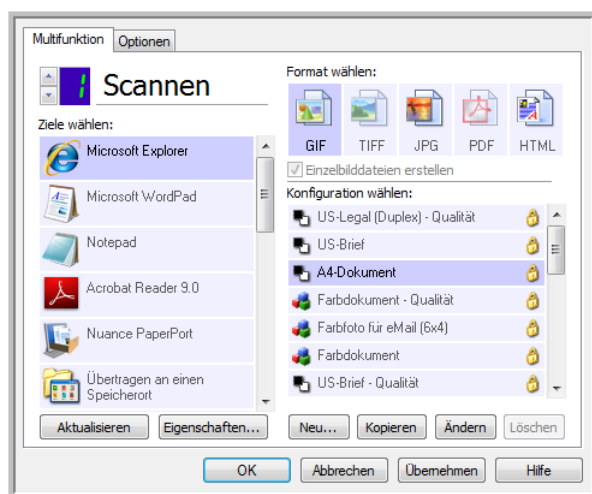 Multifunktion
Optionen
1
Scannen
Ziele wählen:
Microsoft Explorer
Microsoft WordPad
Notepad
Acrobat Reader 9.0
Nuance PaperPort
Übertragen an einen
Speicherort
Aktualisieren
Eigenschaften...
Format wählen:
GIF
TIFF
JPG
PDF
HTML
Einzelbilddateien erstellen
Konfiguration wählen:
US-Legal (Duplex) - Qualität
US-Brief
A4-Dokument
Farbdokument - Qualität
Farbfoto für eMail (6x4)
Farbdokument
US-Brief - Qualität
Neu...
Kopieren
Ändern
Löschen
OK
Abbrechen
Übernehmen
Hilfe